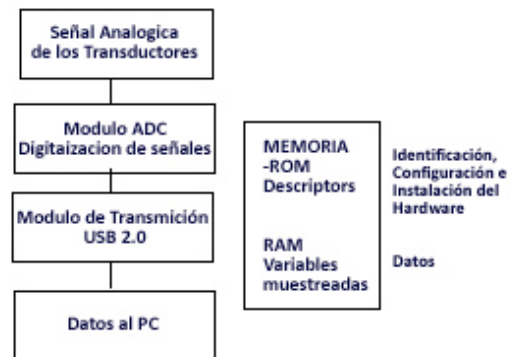 Señal Analogica
de los Transductores
Modulo ADC
Digitaizacion de señales
Modulo de Transmición
USB 2.0
Datos al PC
MEMORIA
-ROM
Descriptors
RAM
Variables
muestreadas
Identificación,
Configuración e
Instalación del
Hardware
Datos